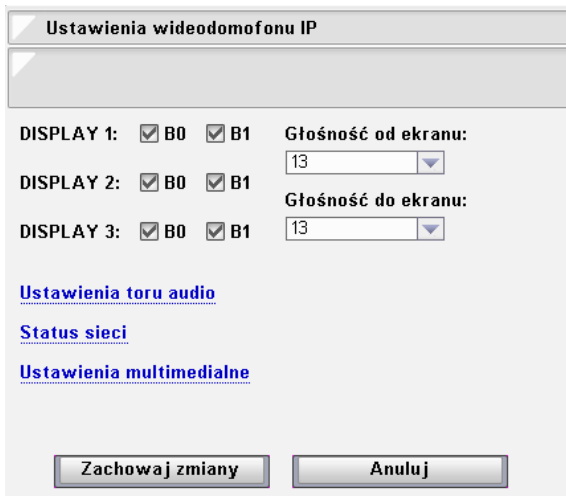 Ustawienia wideodomofonu IP
DISPLAY 1: B0 B1
DISPLAY 2: B0 B1
DISPLAY 3: B0 B1
Głośność od ekranu:
13
Głośność do ekranu:
13
Ustawienia toru audio
Status sieci
Ustawienia multimedialne
Zachowaj zmiany
Anuluj